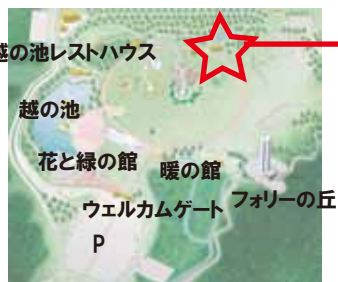 越の池レストハウス
越の池
花と緑の館
暖の館
フォリーの丘
ウェルカムゲート
P